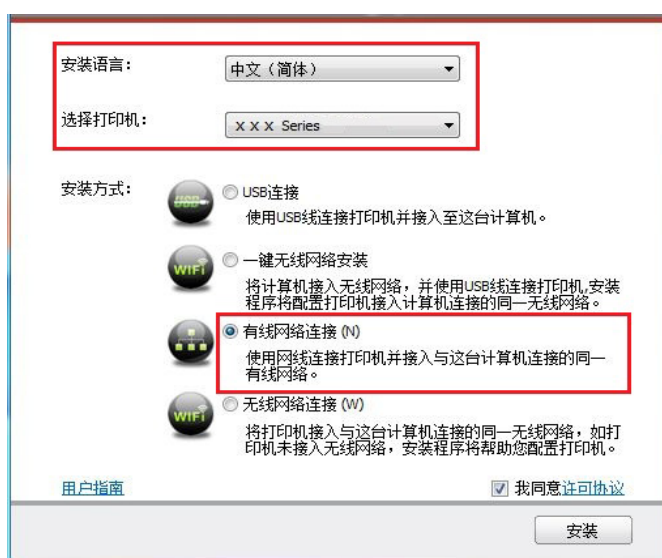 安装语言：
中文（简体）
选择打印机：
X X X Series
安装方式：
USB
USB连接
使用USB线连接打印机并接入至这台计算机。
WiFi
一键无线网络安装
将计算机接入无线网络，并使用USB线连接打印机,安装
程序将配置打印机接入计算机连接的同一无线网络。
有线网络连接 (N)
使用网线连接打印机并接入与这台计算机连接的同一
有线网络。
WiFi
无线网络连接 (W)
将打印机接入与这台计算机连接的同一无线网络，如打
印机未接入无线网络，安装程序将帮助您配置打印机。
用户指南
我同意许可协议
安装